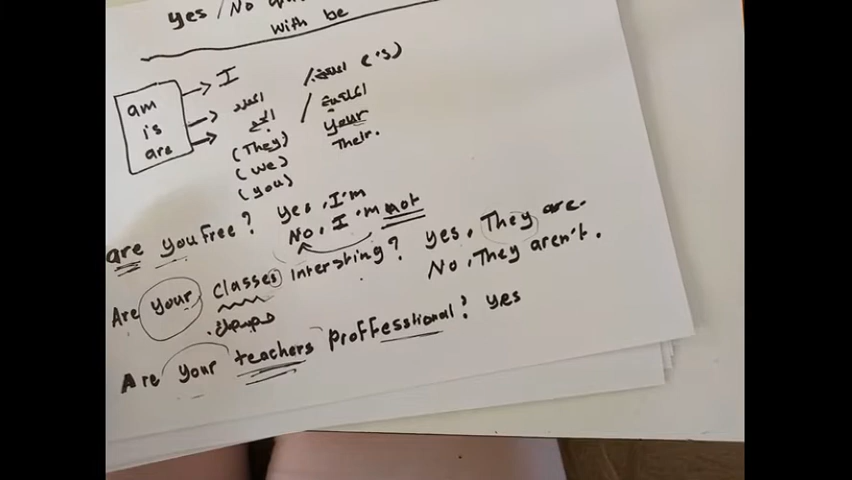 yes / No
with be
am → I / (s')
is →
are →
your
(They) Their.
(we)
(you)
are you free? yes, I'm
No, I'm not
Are your classes intersting? yes, They are.
No, They aren't.
Are your teachers proffesstional? yes